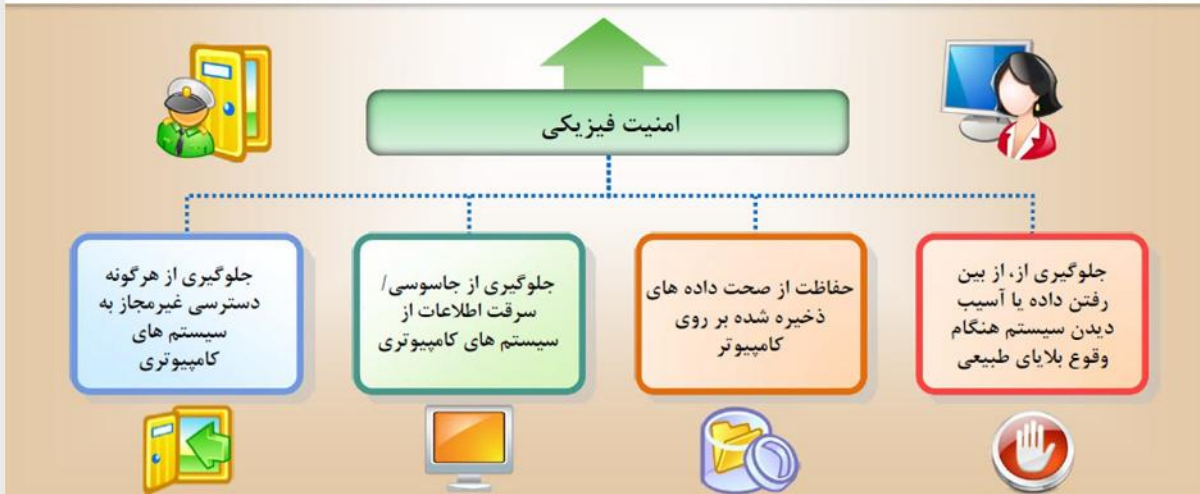 امنیت فیزیکی
جلوگیری از، از بین
رفتن داده یا آسیب
دیدن سیستم هنگام
وقوع بلایای طبیعی
حفاظت از صحت داده های
ذخیره شده بر روی
کامپیوتر
جلوگیری از جاسوسی/
سرقت اطلاعات از
سیستم های کامپیوتری
جلوگیری از هرگونه
دسترسی غیرمجاز به
سیستم های
کامپیوتری